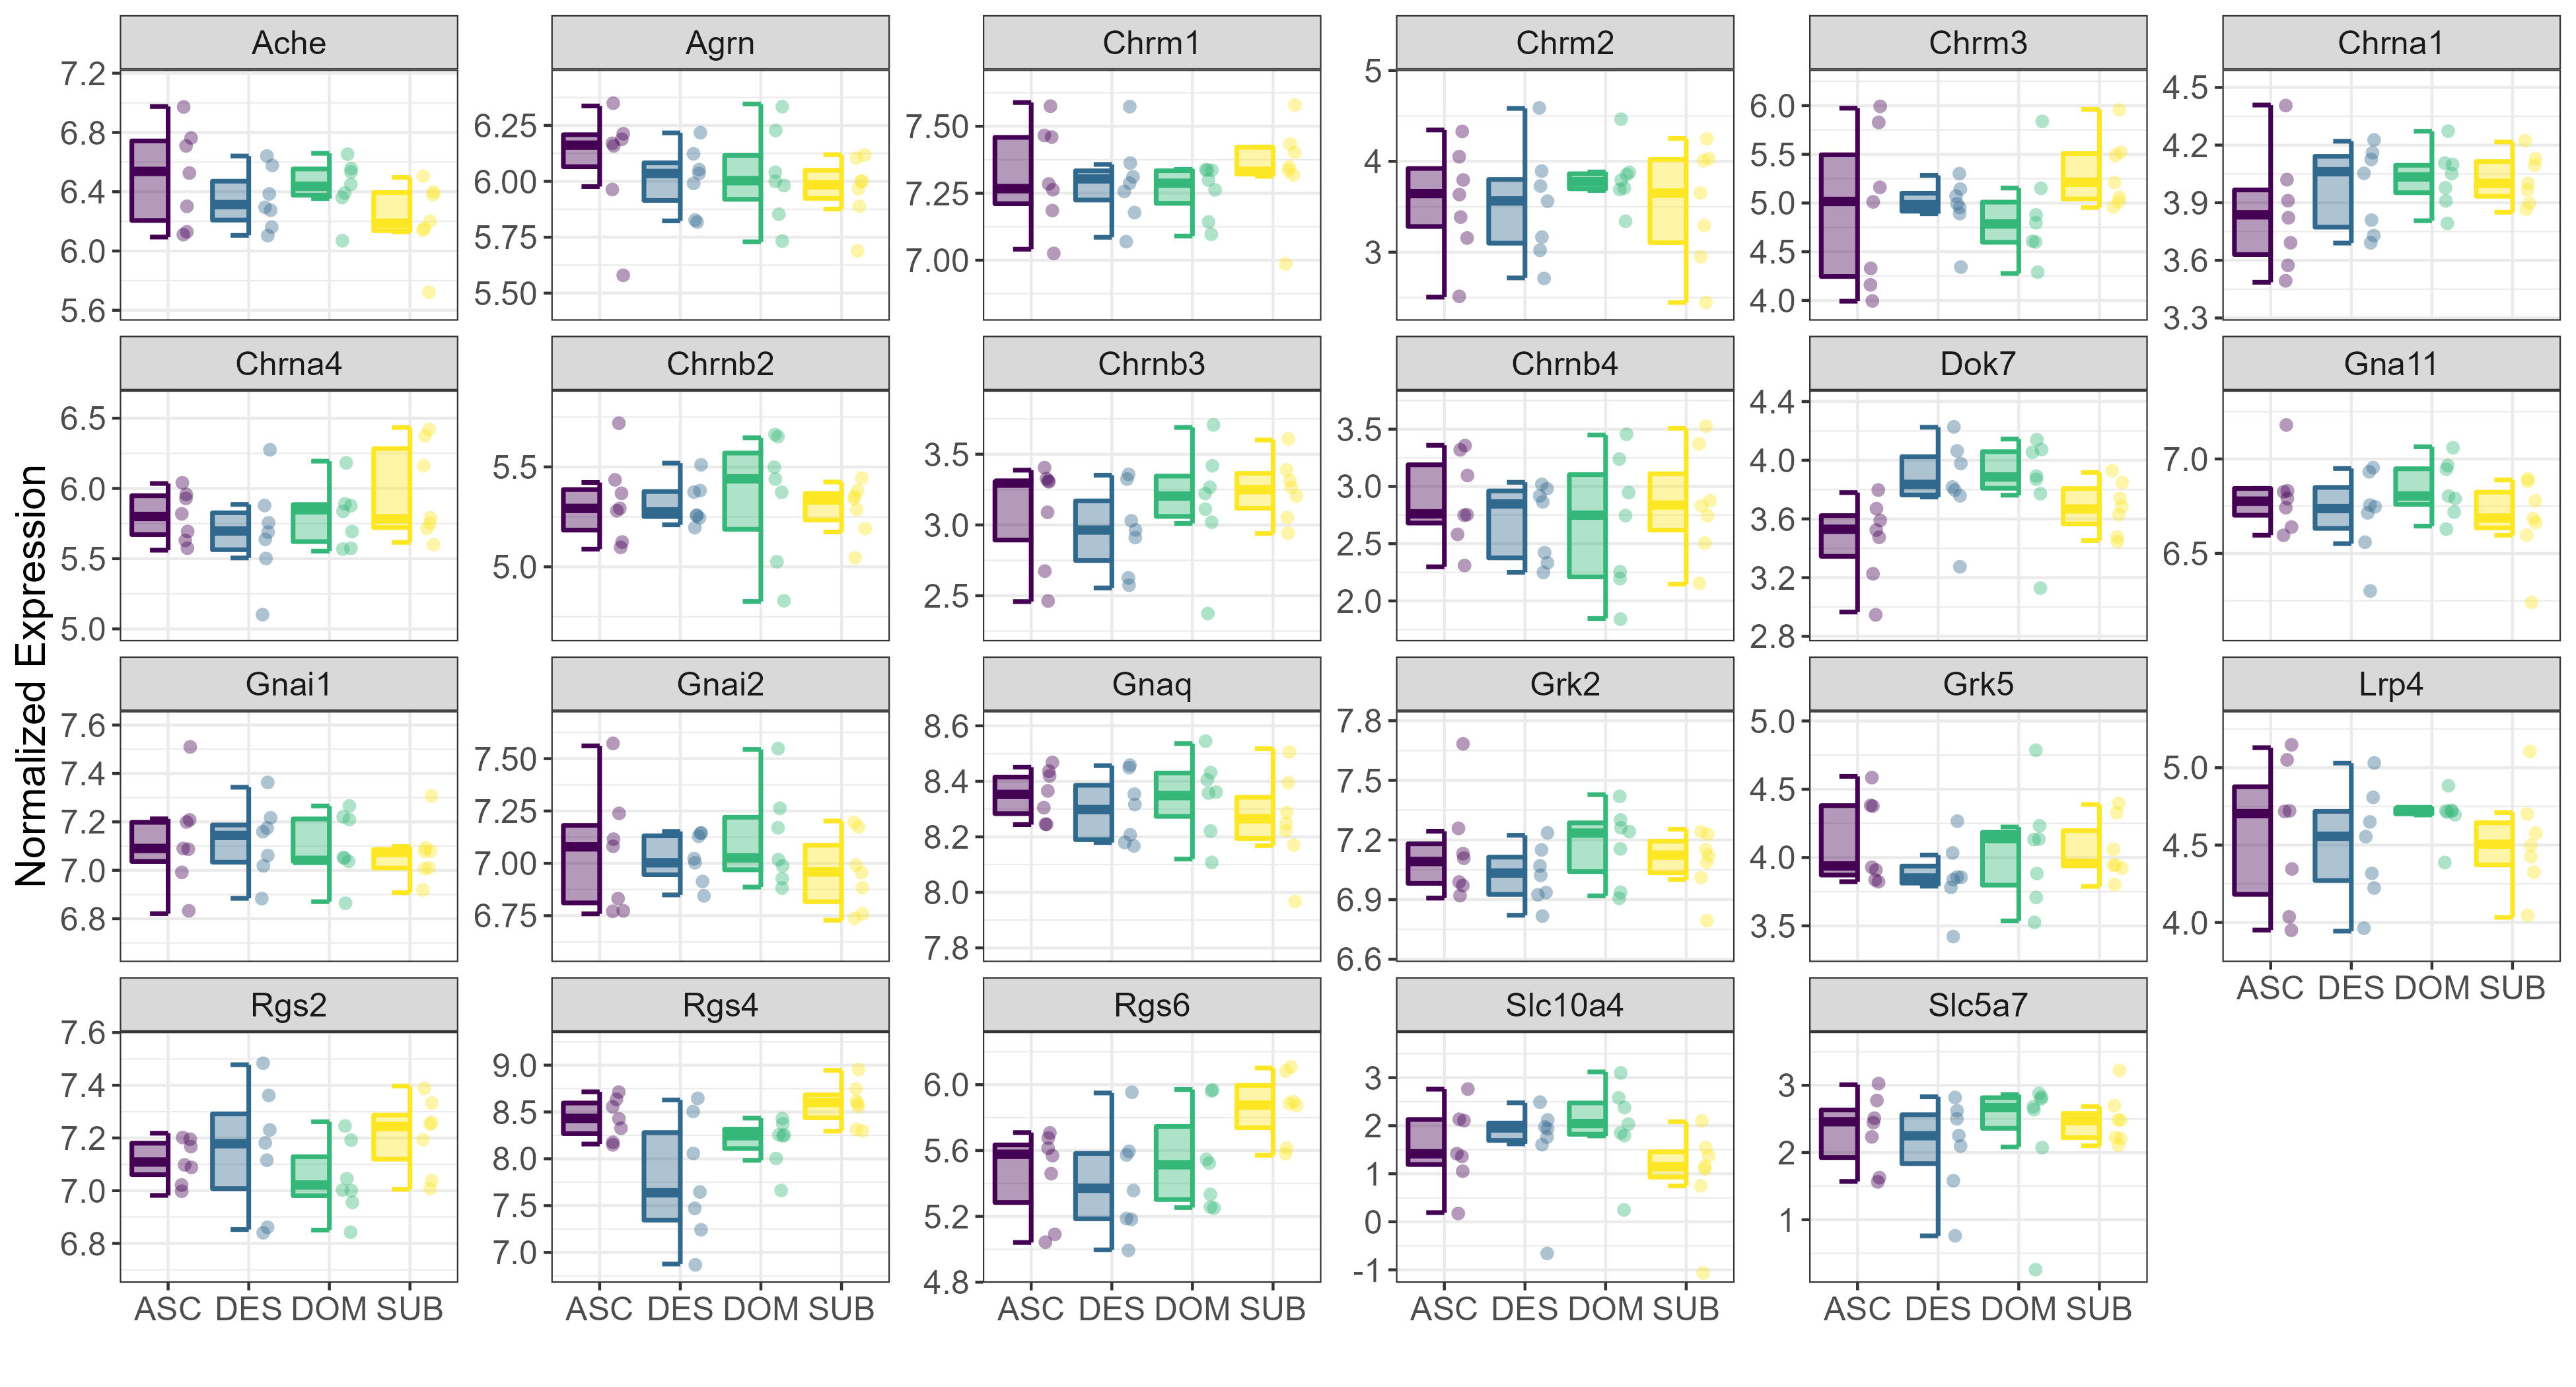 Normalized Expression
Ache Agrn Chrm1 Chrm2 Chrm3 Chrna1
7.2 6.8 6.4 6.0 5.6
6.25 6.00 5.75 5.50
7.50 7.25 7.00
5 4 3
6.0 5.5 5.0 4.5 4.0
4.5 4.2 3.9 3.6 3.3
Chrna4 Chrnb2 Chrnb3 Chrnb4 Dok7 Gna11
6.5 6.0 5.5 5.0
5.5 5.0
3.5 3.0 2.5
3.5 3.0 2.5 2.0
4.4 4.0 3.6 3.2 2.8
7.0 6.5
Gnai1 Gnai2 Gnaq Grk2 Grk5 Lrp4
7.6 7.4 7.2 7.0 6.8
7.50 7.25 7.00 6.75
8.6 8.4 8.2 8.0 7.8
7.8 7.5 7.2 6.9 6.6
5.0 4.5 4.0 3.5
5.0 4.5 4.0
ASC DES DOM SUB
Rgs2 Rgs4 Rgs6 Slc10a4 Slc5a7
7.6 7.4 7.2 7.0 6.8
9.0 8.5 8.0 7.5 7.0
6.0 5.6 5.2 4.8
3 2 1 0 -1
3 2 1
ASC DES DOM SUB
ASC DES DOM SUB
ASC DES DOM SUB
ASC DES DOM SUB
ASC DES DOM SUB